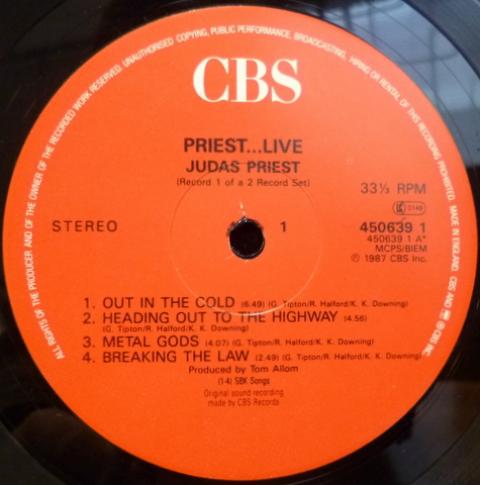 ALL RIGHTS OF THE PRODUCER AND OF THE OWNER OF THE RECORDED WORK RESERVED. UNAUTHORISED COPYING, PUBLIC PERFORMANCE, BROADCASTING, HIRING OR RENTAL OF THIS RECORDING PROHIBITED. MADE IN ENGLAND. CBS AND ® CBS INC.
CBS
PRIEST...LIVE
JUDAS PRIEST
(Record 1 of a 2 Record Set)
33⅓ RPM
STEREO
1
450639 1
450639 1 A*
MCPS/BIEM
℗ 1987 CBS Inc.
1. OUT IN THE COLD (6.49) (G. Tipton/R. Halford/K. K. Downing)
2. HEADING OUT TO THE HIGHWAY (4.56)
(G. Tipton/R. Halford/K. K. Downing)
3. METAL GODS (4.07) (G. Tipton/R. Halford/K. K. Downing)
4. BREAKING THE LAW (2.49) (G. Tipton/R. Halford/K. K. Downing)
Produced by Tom Allom
(1-4) SBK Songs
Original sound recording
made by CBS Records